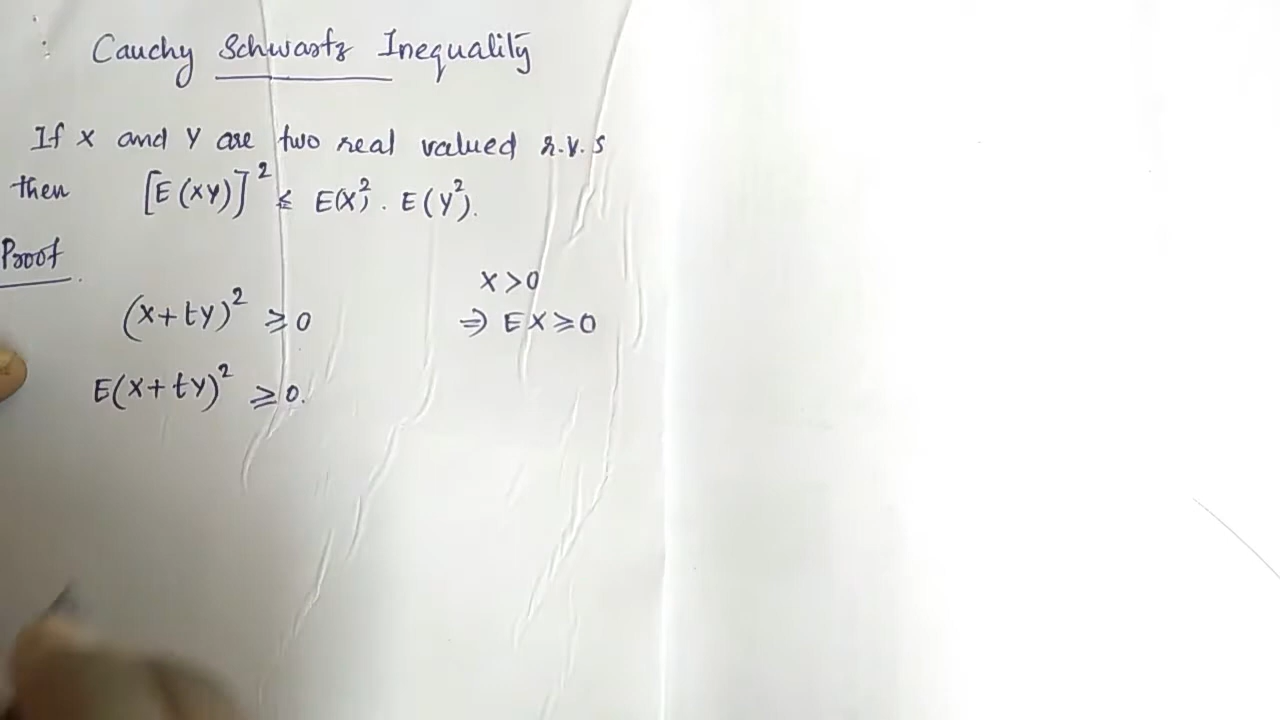 Cauchy Schwartz Inequality
If X and Y are two real valued r.v.s
then [E(XY)]² ≤ E(X²). E(Y²).
Proof
(X+tY)² ≥ 0
X>0
⇒ EX≥0
E(X+tY)² ≥0.